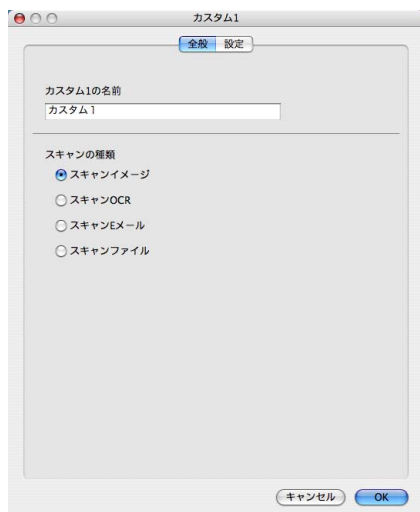 カスタム1
全般 設定
カスタム1の名前
カスタム1
スキャンの種類
スキャンイメージ
スキャンOCR
スキャンEメール
スキャンファイル
キャンセル OK